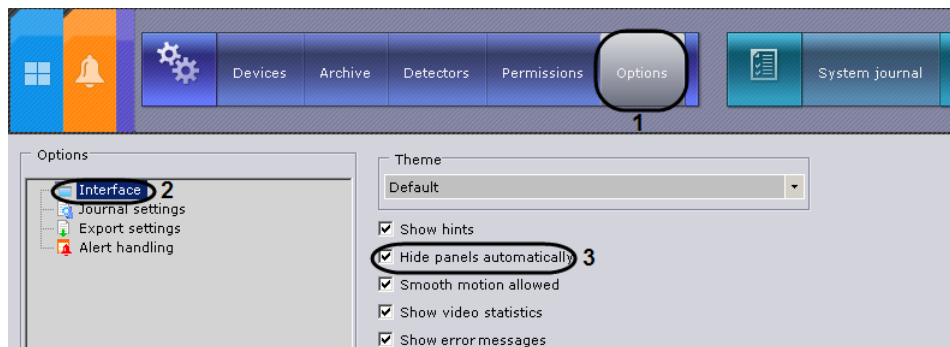 Devices Archive Detectors Permissions Options System journal
1
Options
Interface 2
Journal settings
Export settings
Alert handling
Theme
Default
Show hints
Hide panels automatically 3
Smooth motion allowed
Show video statistics
Show error messages